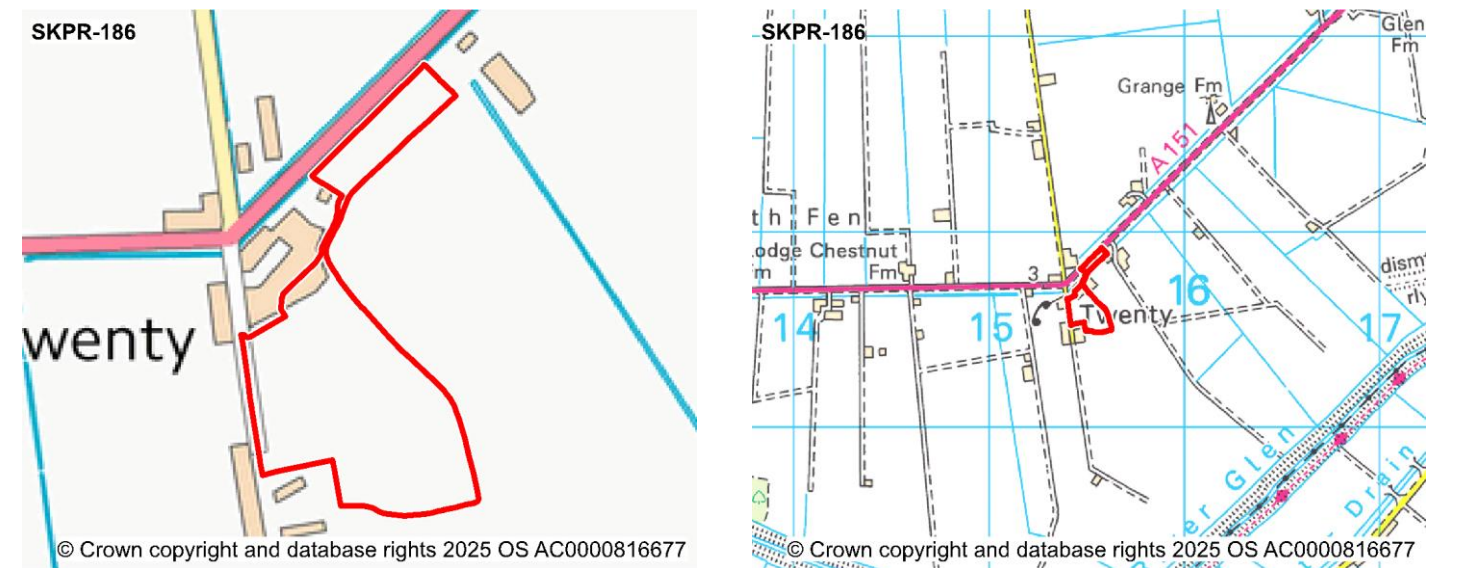 SKPR-186
wenty
© Crown copyright and database rights 2025 OS AC0000816677
SKPR-186
Glen
Fm
Grange Fm
A 151
th Fen
odge Chestnut
m Fm
3
16
dism
rly
14
15
Twenty
17
er Glen
Drain
© Crown copyright and database rights 2025 OS AC0000816677